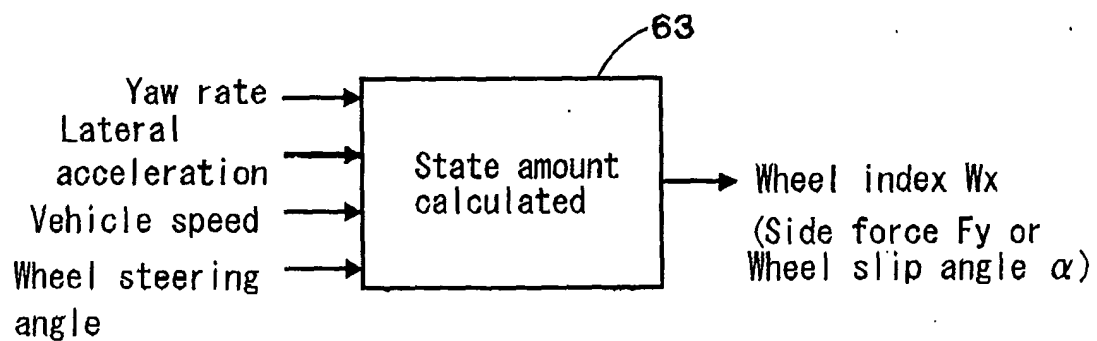 63
Yaw rate
Lateral
acceleration
Vehicle speed
Wheel steering
angle
State amount
calculated
Wheel index Wx
(Side force Fy or
Wheel slip angle α)